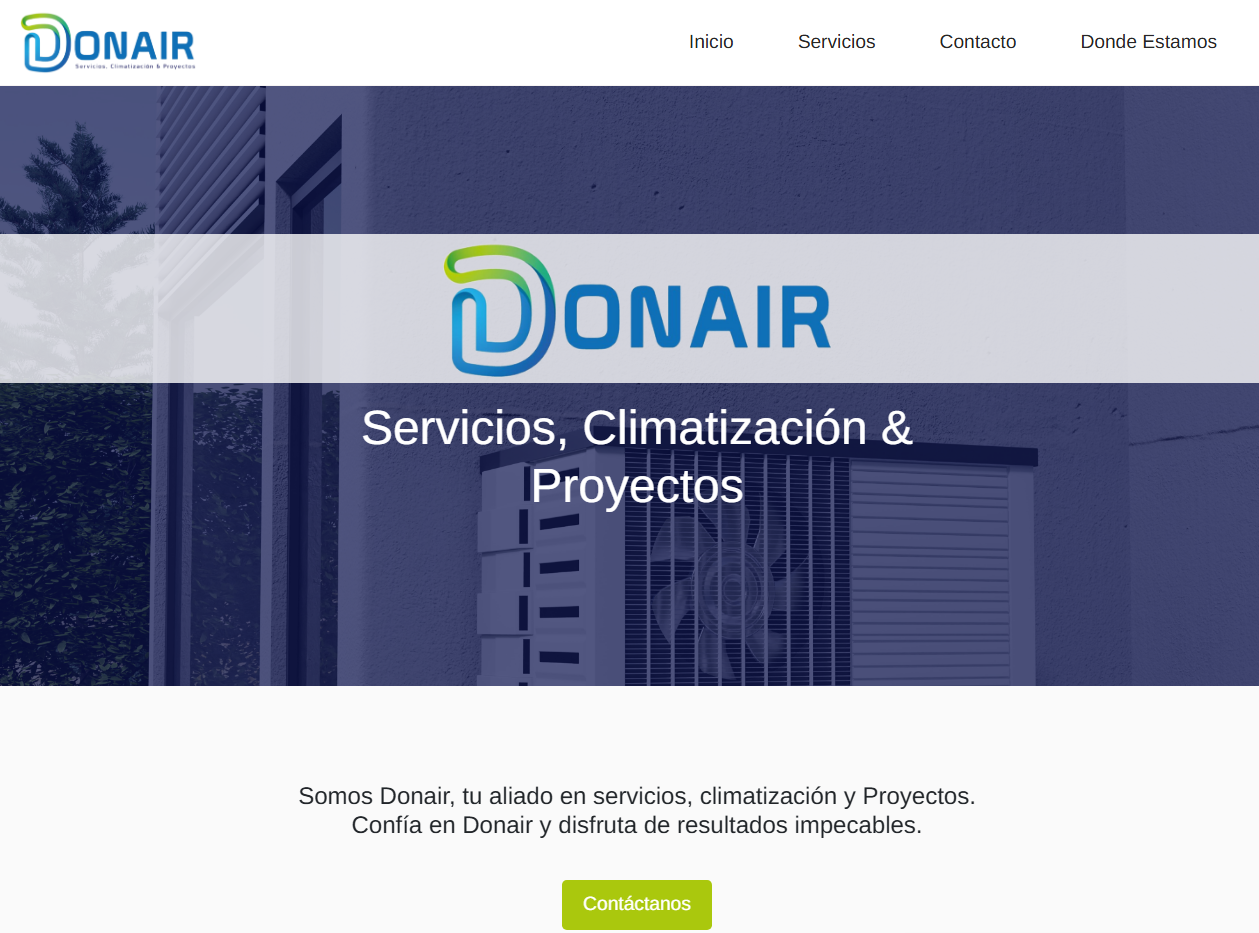 DONAIR
Servicios, Climatización & Proyectos
Inicio
Servicios
Contacto
Donde Estamos
DONAIR
Servicios, Climatización &
Proyectos
Somos Donair, tu aliado en servicios, climatización y Proyectos.
Confía en Donair y disfruta de resultados impecables.
Contáctanos